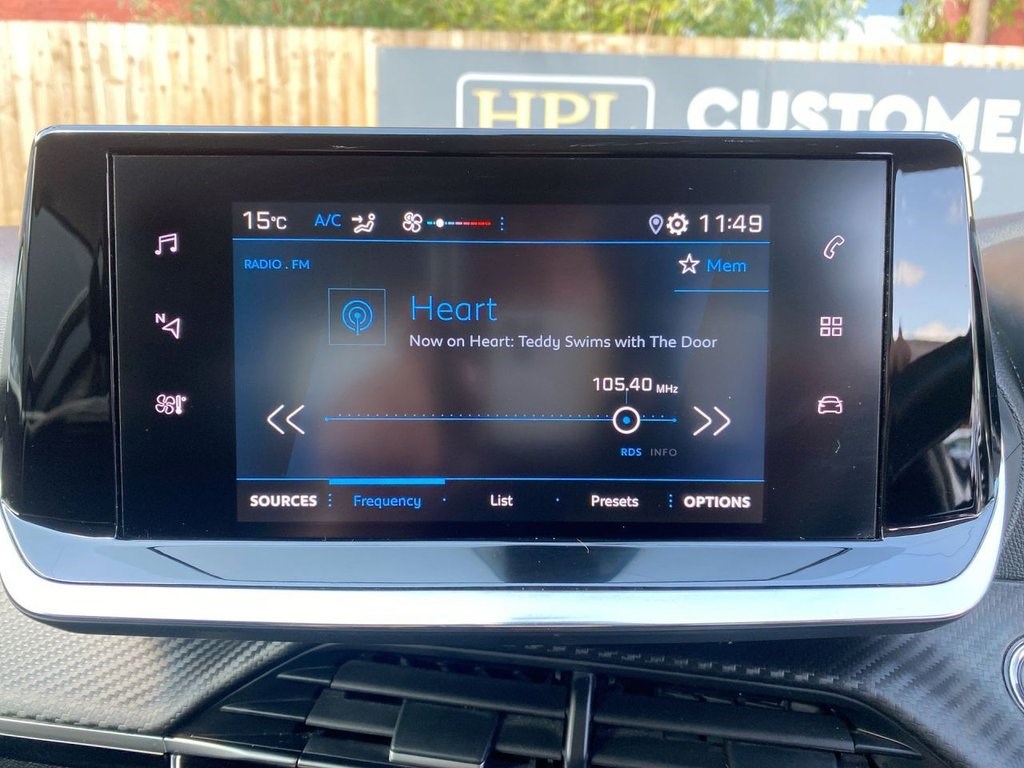 HPL
CUSTOME
15°C A/C 11:49
RADIO . FM
Mem
Heart
Now on Heart: Teddy Swims with The Door
105.40 MHz
N
RDS INFO
SOURCES Frequency List Presets OPTIONS